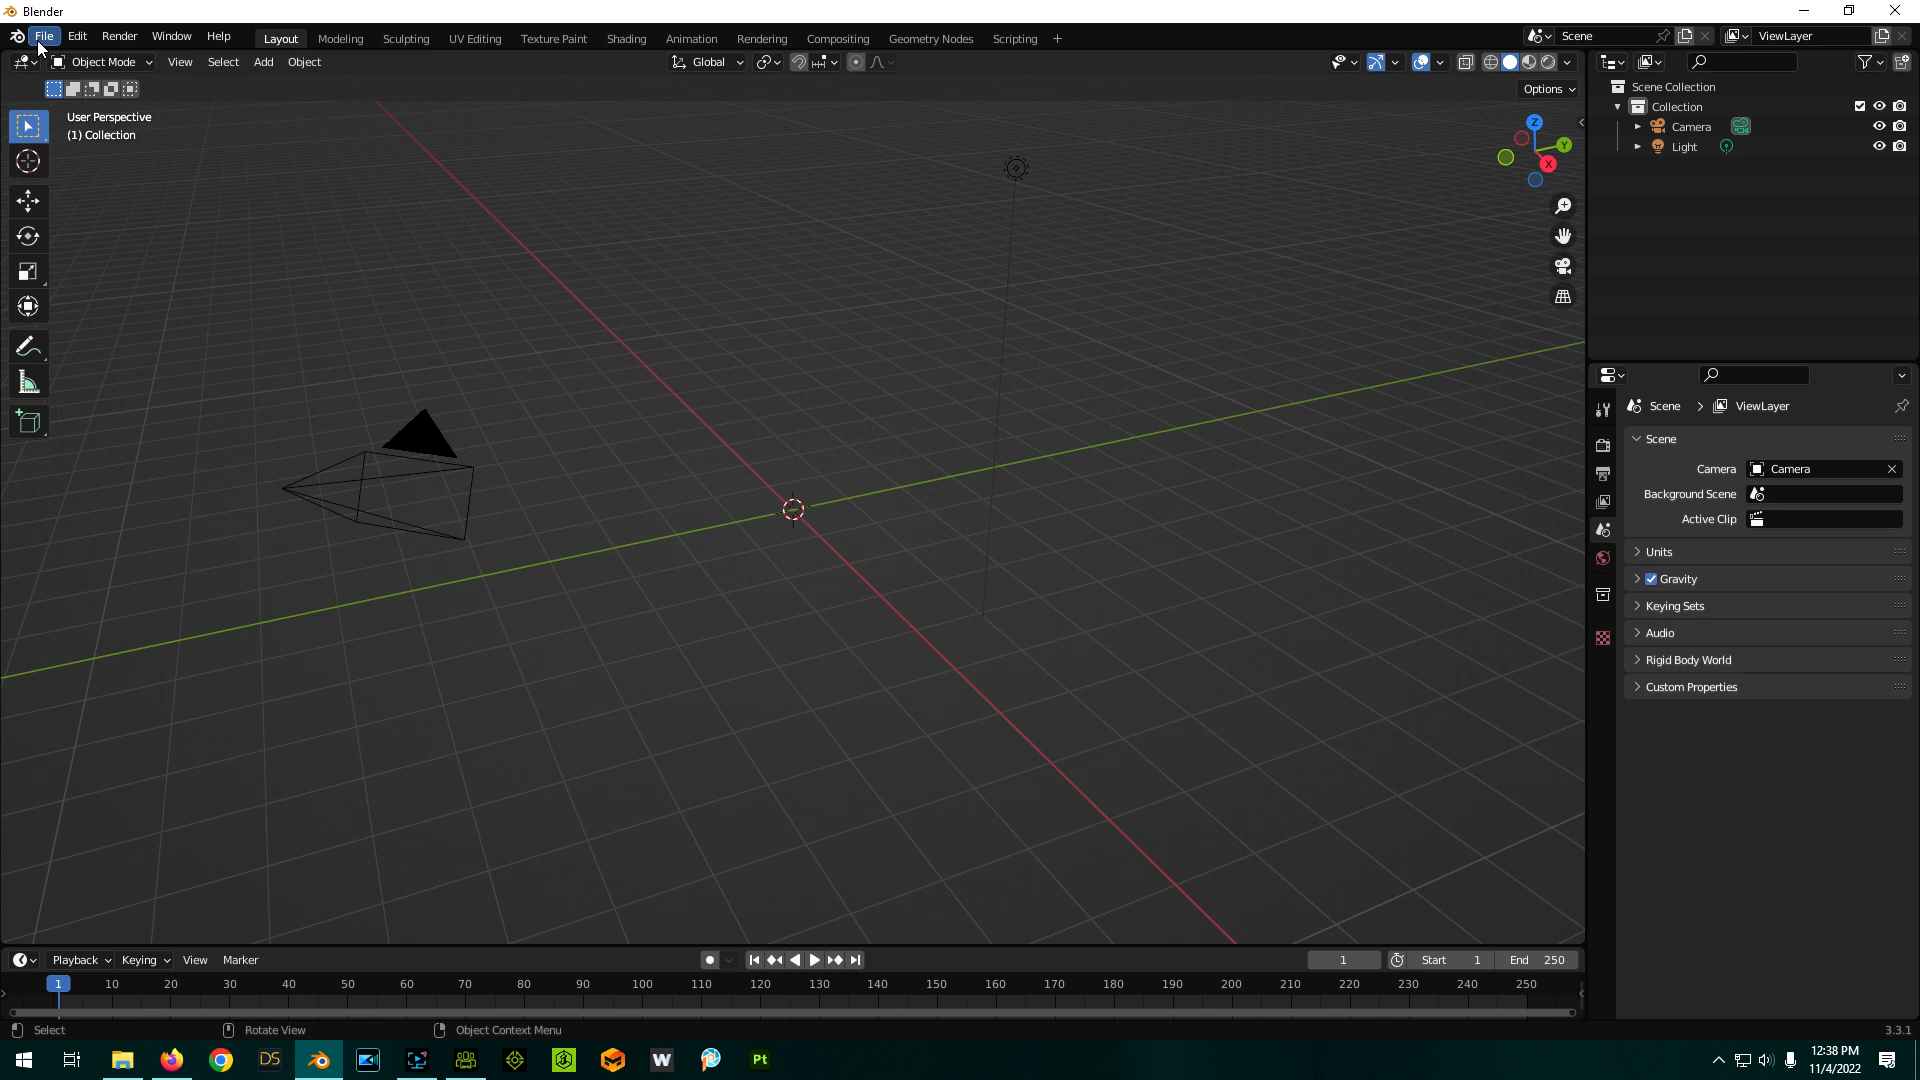 Blender
File Edit Render Window Help Layout Modeling Sculpting UV Editing Texture Paint Shading Animation Rendering Compositing Geometry Nodes Scripting + Scene ViewLayer
Object Mode View Select Add Object Global
Options
User Perspective
(1) Collection
Z
Y
X
Scene Collection
Collection
Camera
Light
Scene > ViewLayer
Scene
Camera Camera
Background Scene
Active Clip
Units
Gravity
Keying Sets
Audio
Rigid Body World
Custom Properties
Playback Keying View Marker 1 Start 1 End 250
1 10 20 30 40 50 60 70 80 90 100 110 120 130 140 150 160 170 180 190 200 210 220 230 240 250
Select Rotate View Object Context Menu 3.3.1
DS W Pt
12:38 PM
11/4/2022